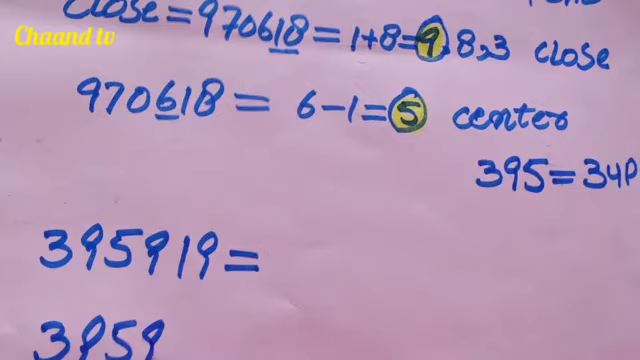 Close = 970618 = 1+8=9,8,3 close
Chaand tv
970618 = 6-1=5 center
395=34P
395919=
3959